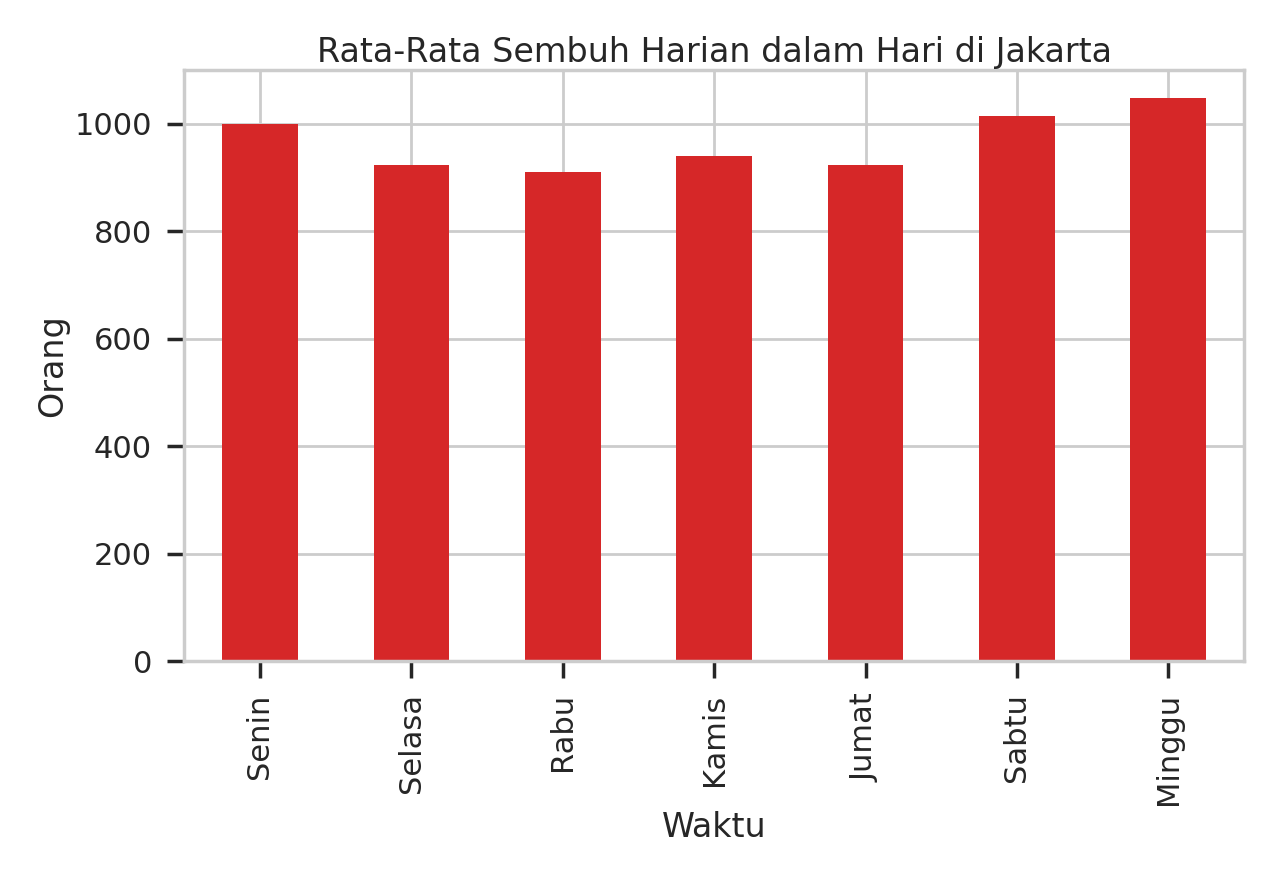 Rata-Rata Sembuh Harian dalam Hari di Jakarta
Orang
1000
800
600
400
200
0
Senin
Selasa
Rabu
Kamis
Jumat
Sabtu
Minggu
Waktu